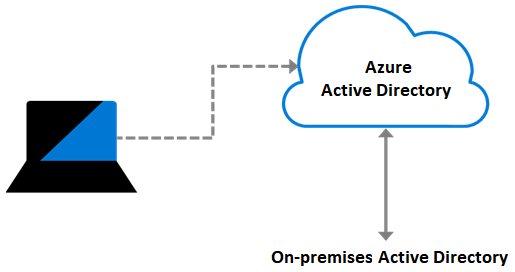 Azure
Active Directory
On-premises Active Directory